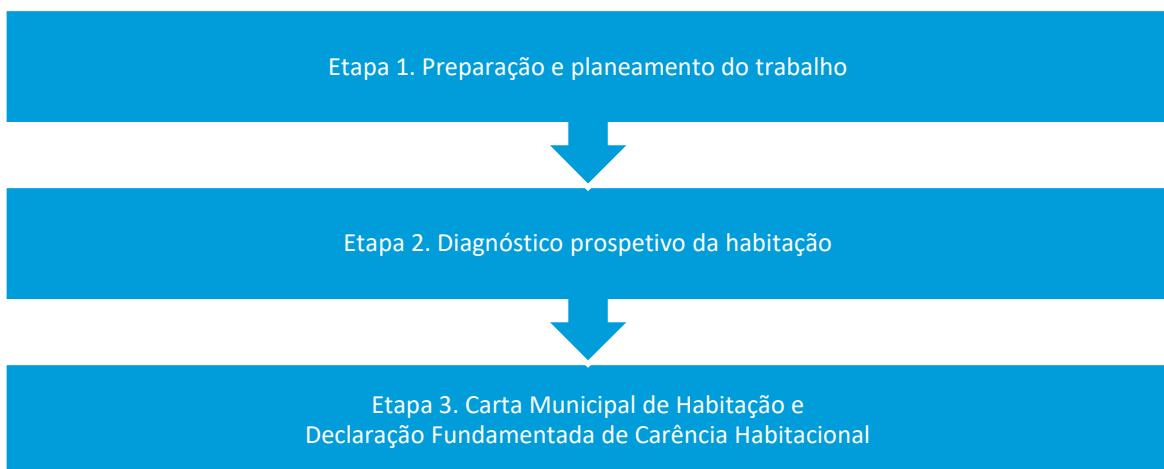 Etapa 1. Preparação e planeamento do trabalho
Etapa 2. Diagnóstico prospetivo da habitação
Etapa 3. Carta Municipal de Habitação e
Declaração Fundamentada de Carência Habitacional